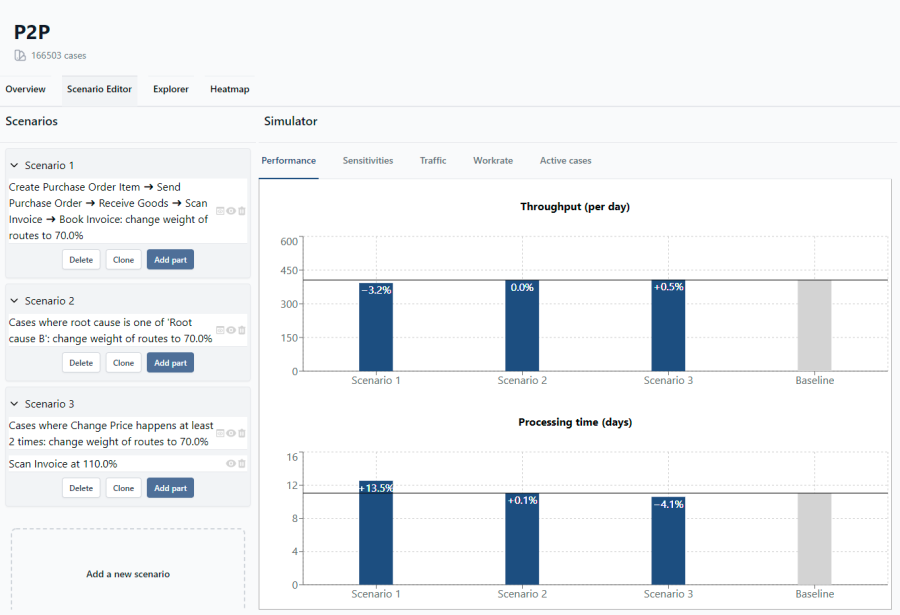 P2P
166503 cases
Overview
Scenario Editor
Explorer
Heatmap
Scenarios
Scenario 1
Create Purchase Order Item ➔ Send
Purchase Order ➔ Receive Goods ➔ Scan
Invoice ➔ Book Invoice: change weight of
routes to 70.0%
Delete
Clone
Add part
Scenario 2
Cases where root cause is one of 'Root
cause B': change weight of routes to 70.0%
Delete
Clone
Add part
Scenario 3
Cases where Change Price happens at least
2 times: change weight of routes to 70.0%
Scan Invoice at 110.0%
Delete
Clone
Add part
Add a new scenario
Simulator
Performance
Sensitivities
Traffic
Workrate
Active cases
Throughput (per day)
600
450
300
150
0
−3.2%
0.0%
+0.5%
Scenario 1
Scenario 2
Scenario 3
Baseline
Processing time (days)
16
12
8
4
0
+13.5%
+0.1%
−4.1%
Scenario 1
Scenario 2
Scenario 3
Baseline